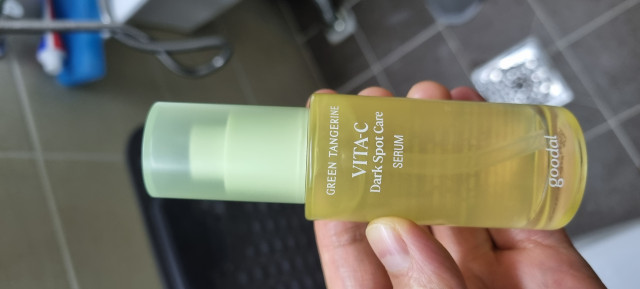 GREEN TANGERINE
VITA-C
Dark Spot Care
SERUM
goodal